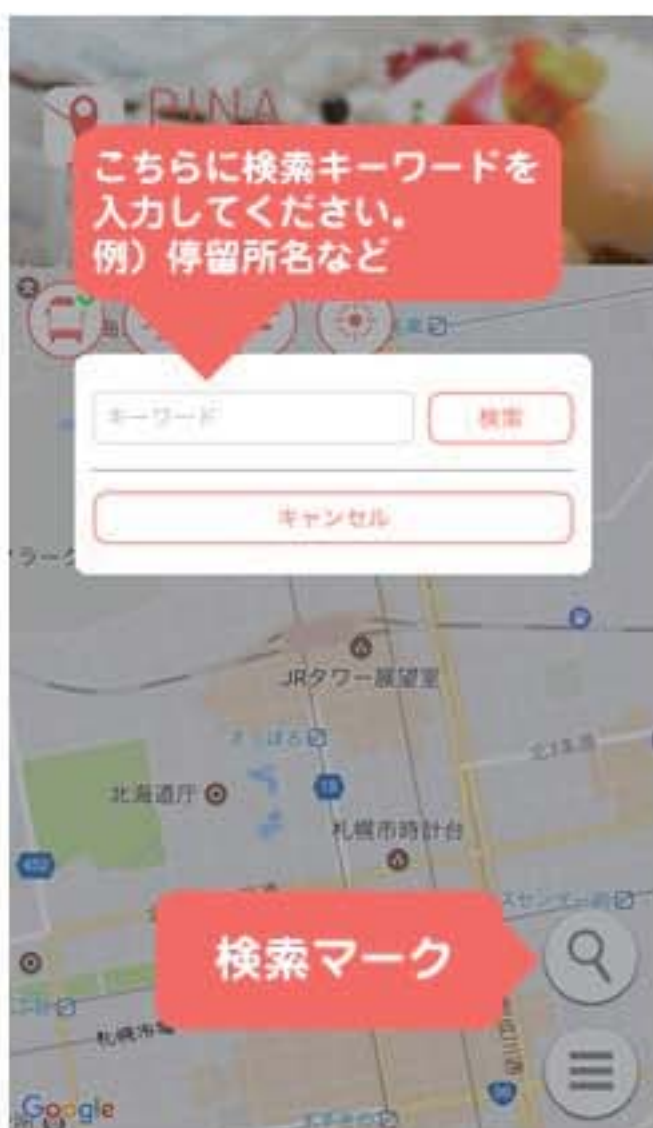 PINA
こちらに検索キーワードを
入力してください。
例）停留所名など
キーワード
検索
キャンセル
JRタワー展望室
さっぽろ
北海道庁
18
札幌市時計台
452
検索マーク
Google